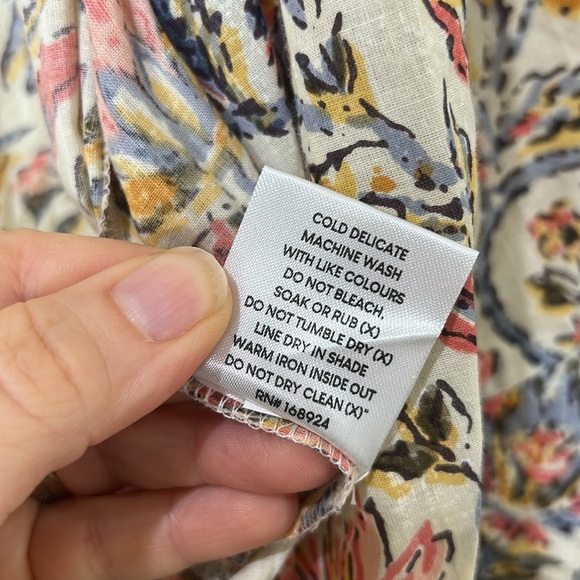 COLD DELICATE
MACHINE WASH
WITH LIKE COLOURS
DO NOT BLEACH,
SOAK OR RUB (X)
DO NOT TUMBLE DRY (X)
LINE DRY IN SHADE
WARM IRON INSIDE OUT
DO NOT DRY CLEAN (X)"
RN# 168924